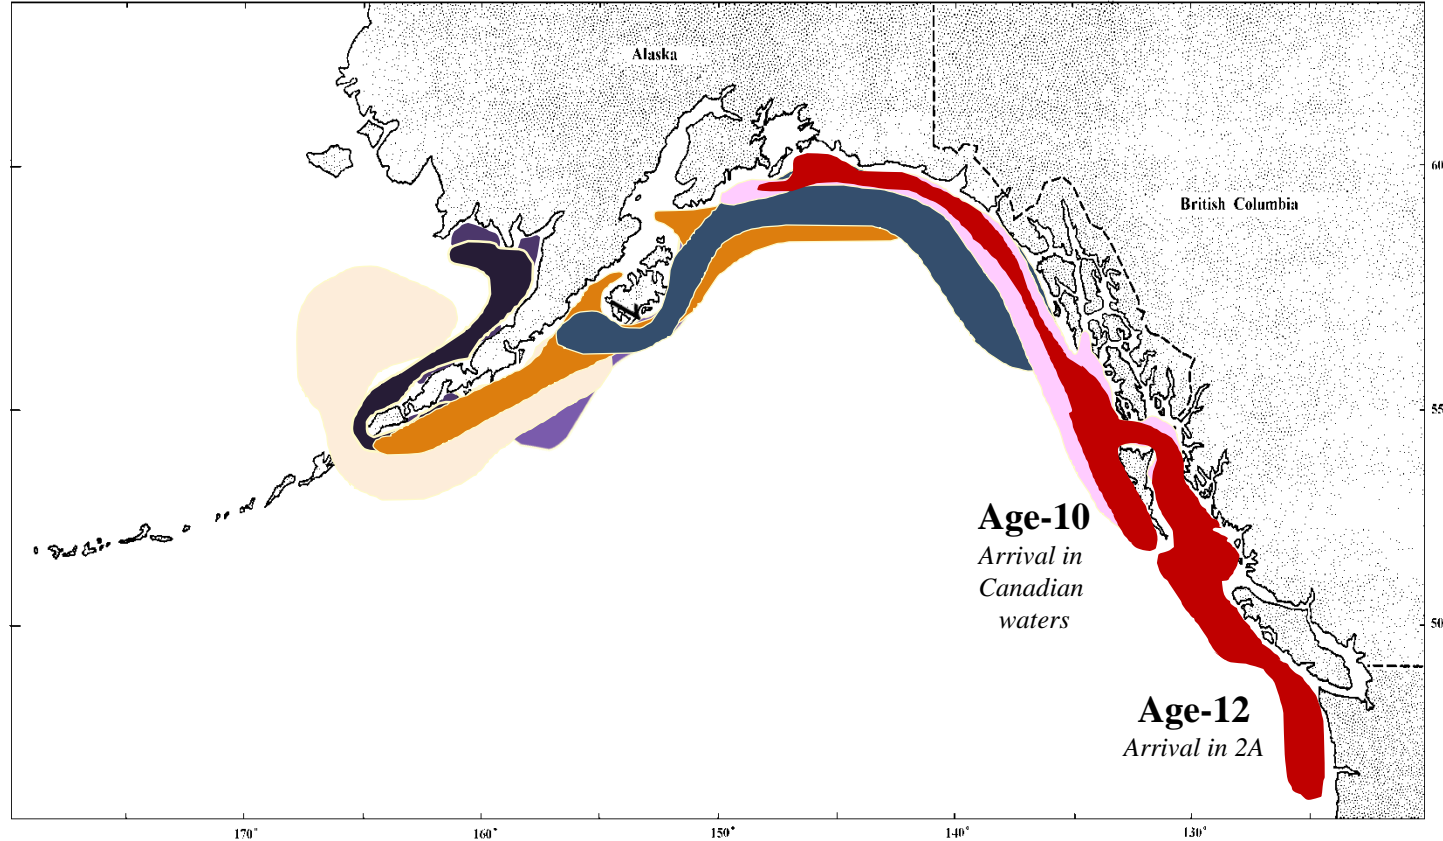 Alaska
60
British Columbia
55
Age-10
Arrival in
Canadian
waters
50
Age-12
Arrival in 2A
170°
160°
150°
140°
130°